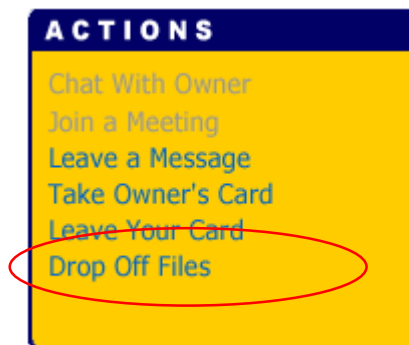 ACTIONS
Chat With Owner
Join a Meeting
Leave a Message
Take Owner's Card
Leave Your Card
Drop Off Files